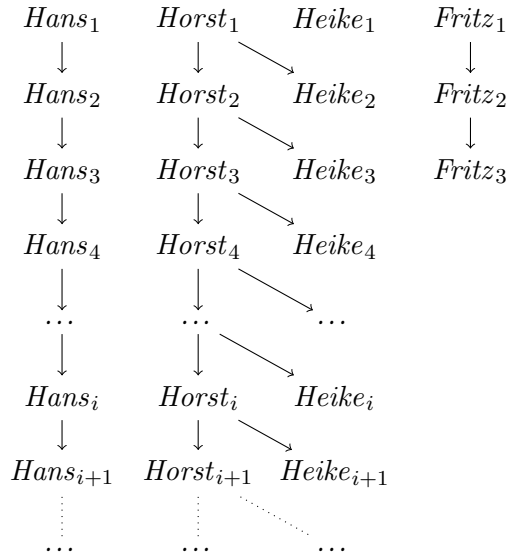 Hans₁ Horst₁ Heike₁ Fritz₁
Hans₂ Horst₂ Heike₂ Fritz₂
Hans₃ Horst₃ Heike₃ Fritz₃
Hans₄ Horst₄ Heike₄
... ... ...
Hansᵢ Horstᵢ Heikeᵢ
Hansᵢ₊₁ Horstᵢ₊₁ Heikeᵢ₊₁
... ... ...